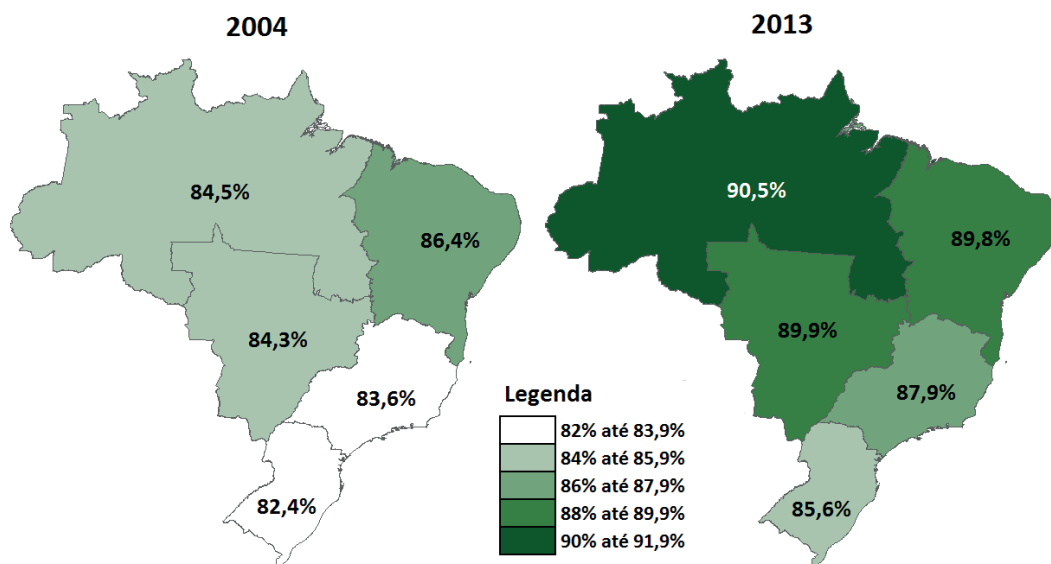 2004
84,5%
86,4%
84,3%
83,6%
82,4%
2013
90,5%
89,8%
89,9%
87,9%
85,6%
Legenda
82% até 83,9%
84% até 85,9%
86% até 87,9%
88% até 89,9%
90% até 91,9%